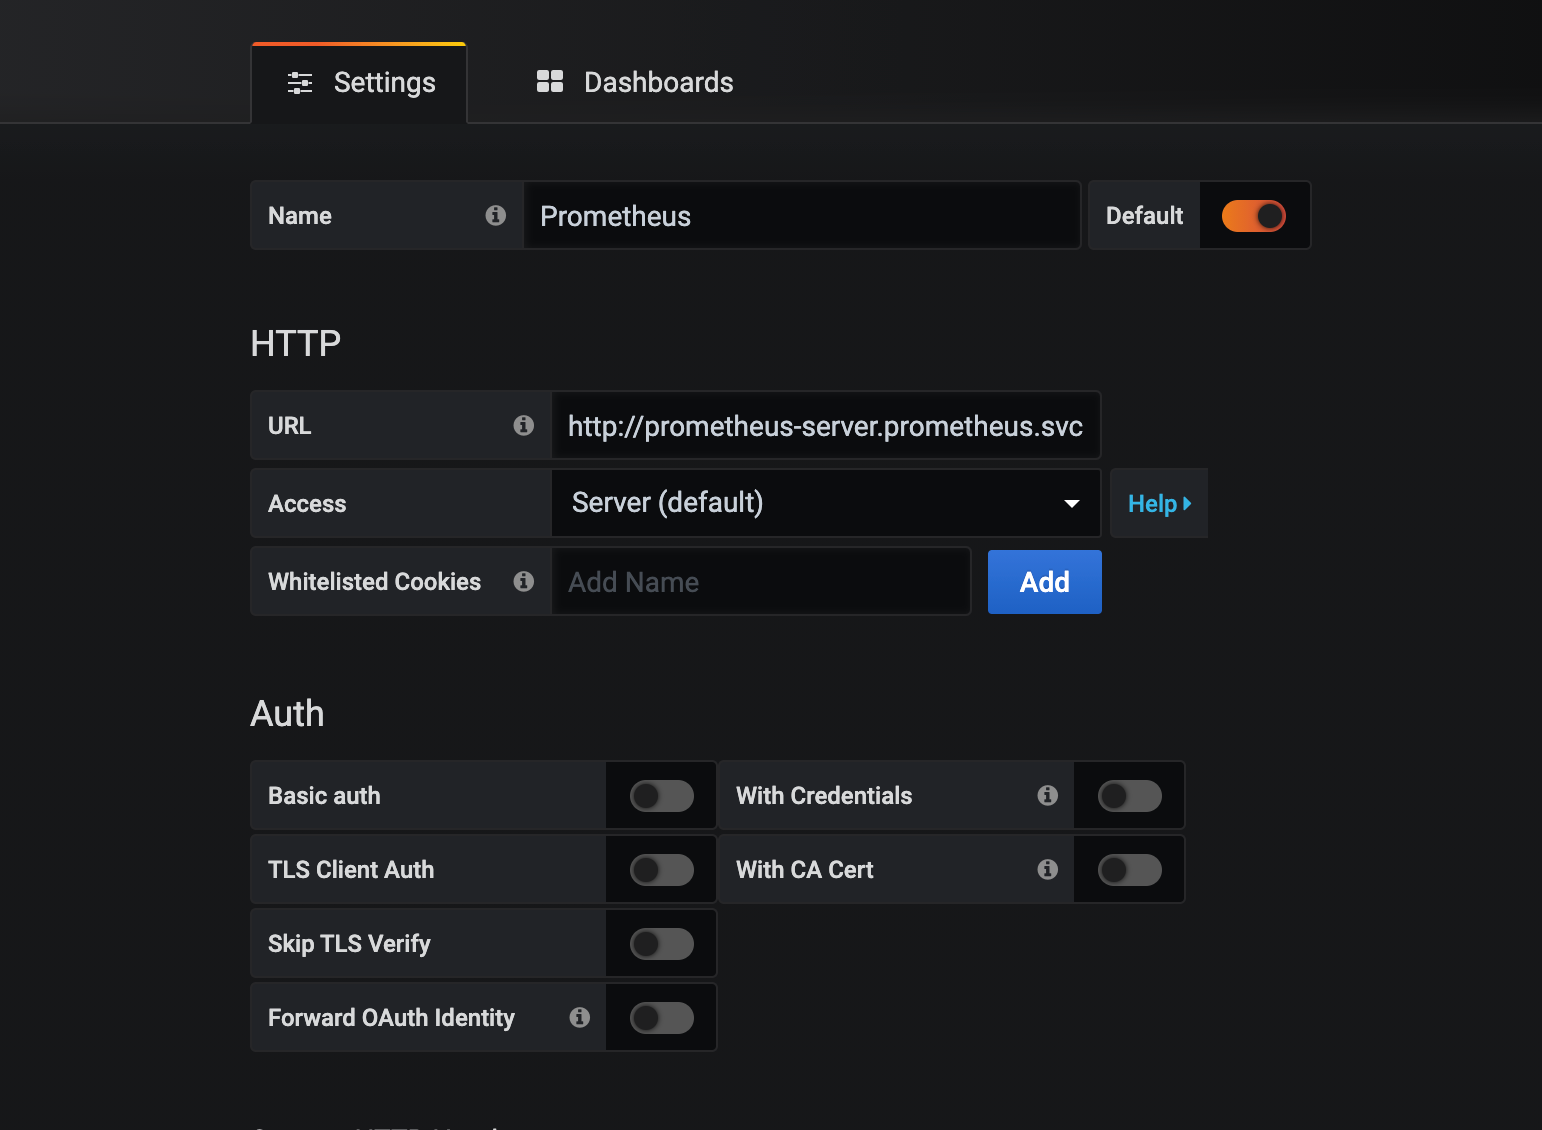 Settings Dashboards
Name Prometheus Default
HTTP
URL http://prometheus-server.prometheus.svc
Access Server (default) Help
Whitelisted Cookies Add Name Add
Auth
Basic auth With Credentials
TLS Client Auth With CA Cert
Skip TLS Verify
Forward OAuth Identity